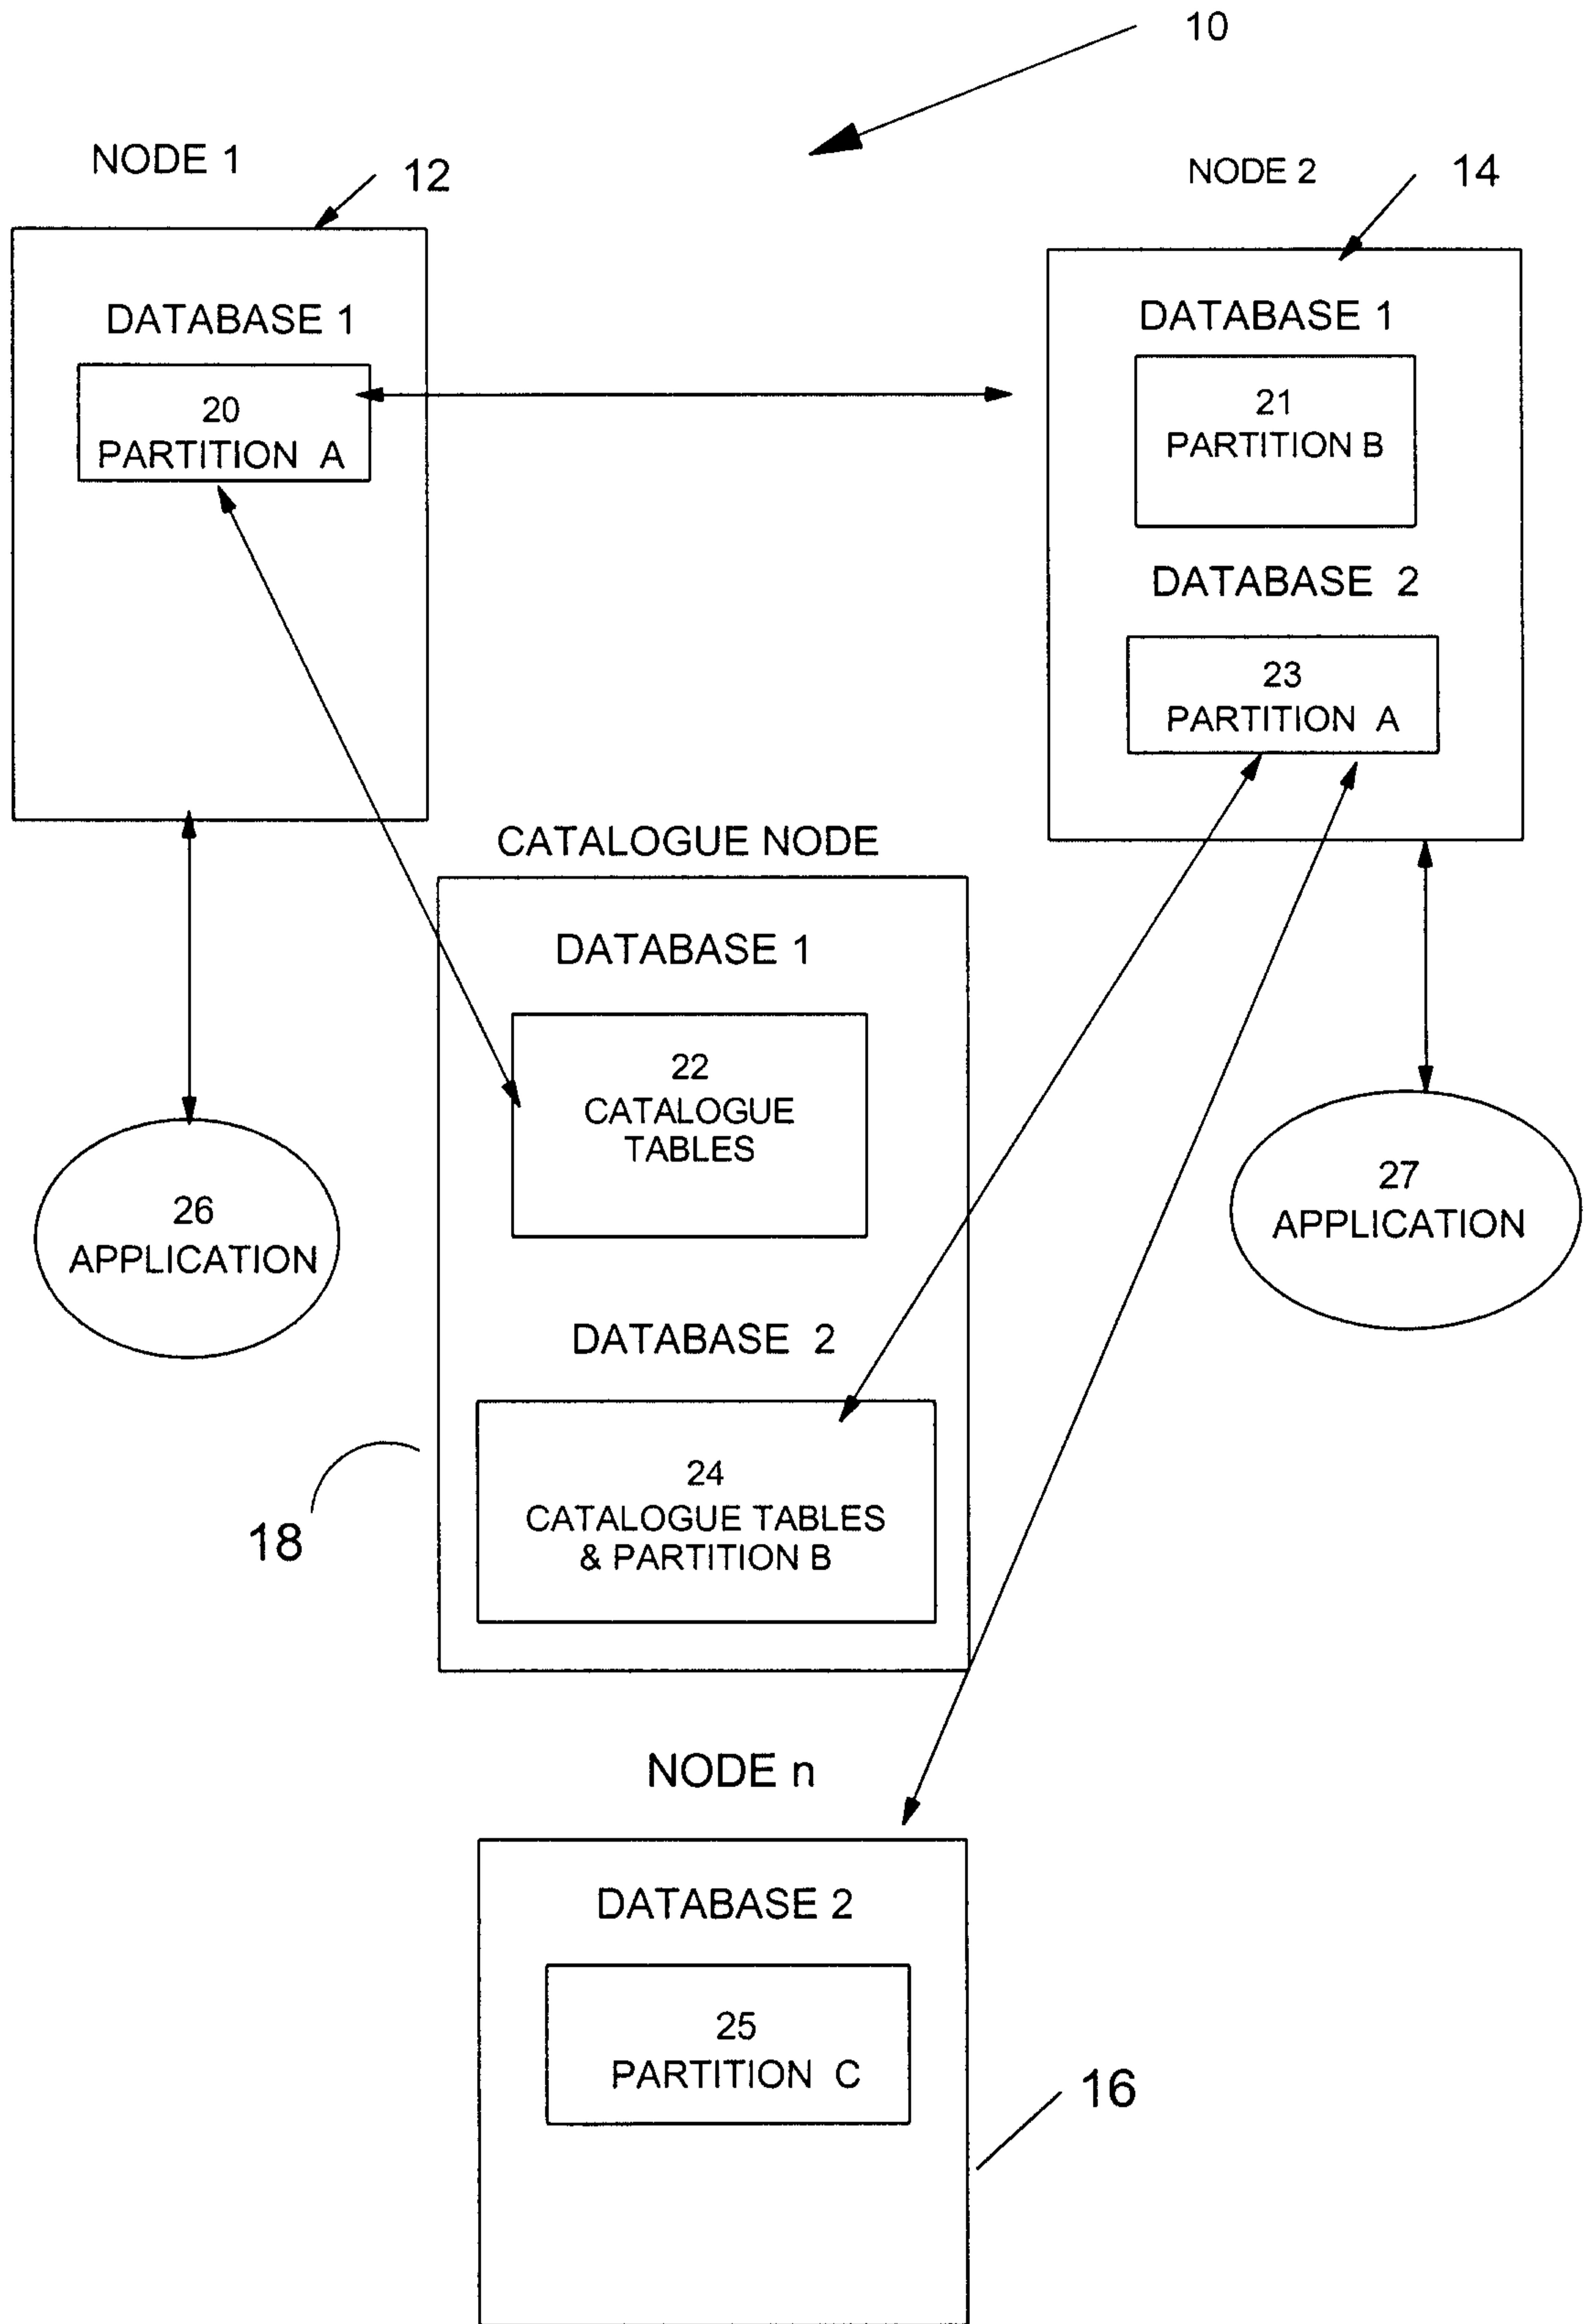 10
NODE 1
12
NODE 2
14
DATABASE 1
20
PARTITION A
DATABASE 1
21
PARTITION B
DATABASE 2
23
PARTITION A
CATALOGUE NODE
DATABASE 1
22
CATALOGUE
TABLES
26
APPLICATION
27
APPLICATION
DATABASE 2
24
CATALOGUE TABLES
& PARTITION B
18
NODE n
DATABASE 2
25
PARTITION C
16